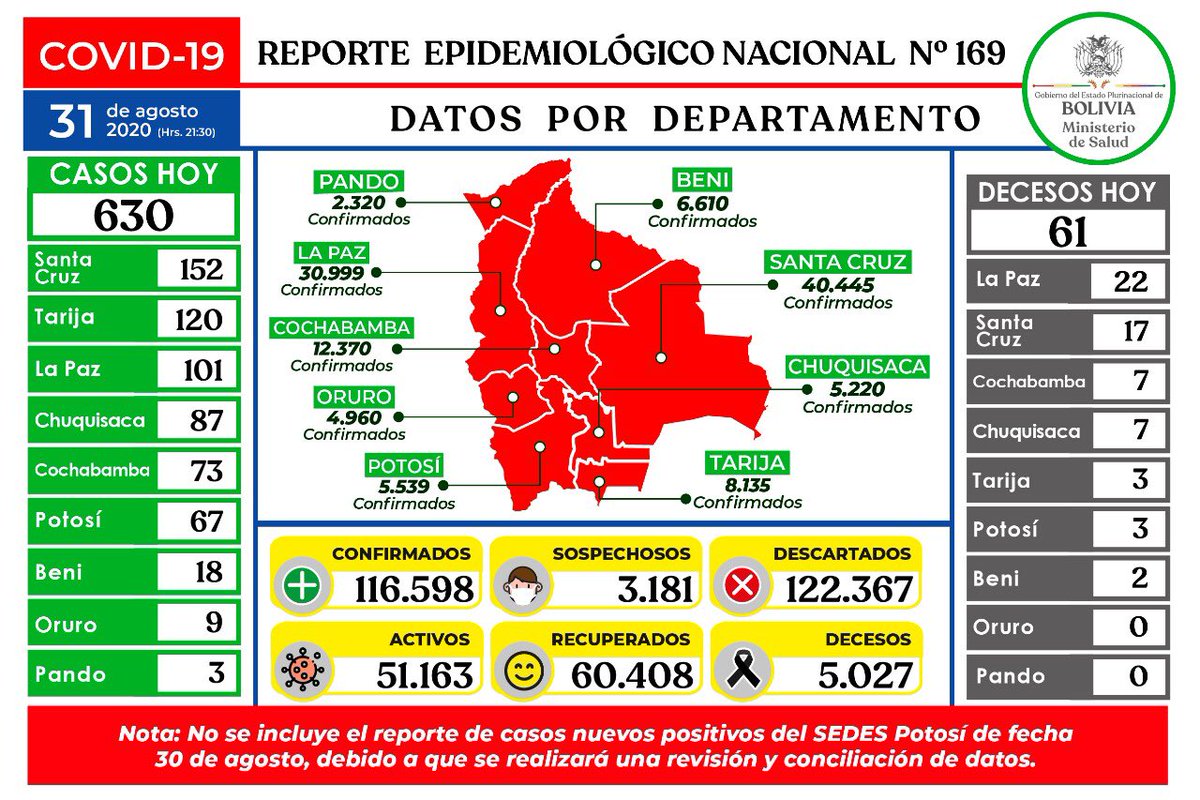 COVID-19
REPORTE EPIDEMIOLÓGICO NACIONAL Nº 169
31 de agosto
2020 (Hrs. 21:30)
DATOS POR DEPARTAMENTO
Gobierno del Estado Plurinacional de
BOLIVIA
Ministerio
de Salud
CASOS HOY
630
Santa
Cruz
152
Tarija 120
La Paz 101
Chuquisaca 87
Cochabamba 73
Potosí 67
Beni 18
Oruro 9
Pando 3
PANDO
2.320
Confirmados
LA PAZ
30.999
Confirmados
COCHABAMBA
12.370
Confirmados
ORURO
4.960
Confirmados
POTOSÍ
5.539
Confirmados
BENI
6.610
Confirmados
SANTA CRUZ
40.445
Confirmados
CHUQUISACA
5.220
Confirmados
TARIJA
8.135
Confirmados
CONFIRMADOS
116.598
SOSPECHOSOS
3.181
DESCARTADOS
122.367
ACTIVOS
51.163
RECUPERADOS
60.408
DECESOS
5.027
DECESOS HOY
61
La Paz 22
Santa
Cruz
17
Cochabamba 7
Chuquisaca 7
Tarija 3
Potosí 3
Beni 2
Oruro 0
Pando 0
Nota: No se incluye el reporte de casos nuevos positivos del SEDES Potosí de fecha
30 de agosto, debido a que se realizará una revisión y conciliación de datos.